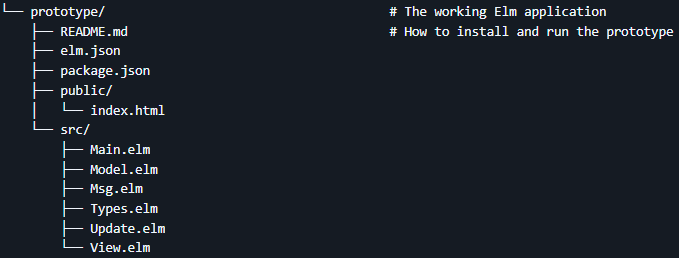 └── prototype/                                    # The working Elm application
    ├── README.md                                 # How to install and run the prototype
    ├── elm.json
    ├── package.json
    ├── public/
    │   └── index.html
    └── src/
        ├── Main.elm
        ├── Model.elm
        ├── Msg.elm
        ├── Types.elm
        ├── Update.elm
        └── View.elm